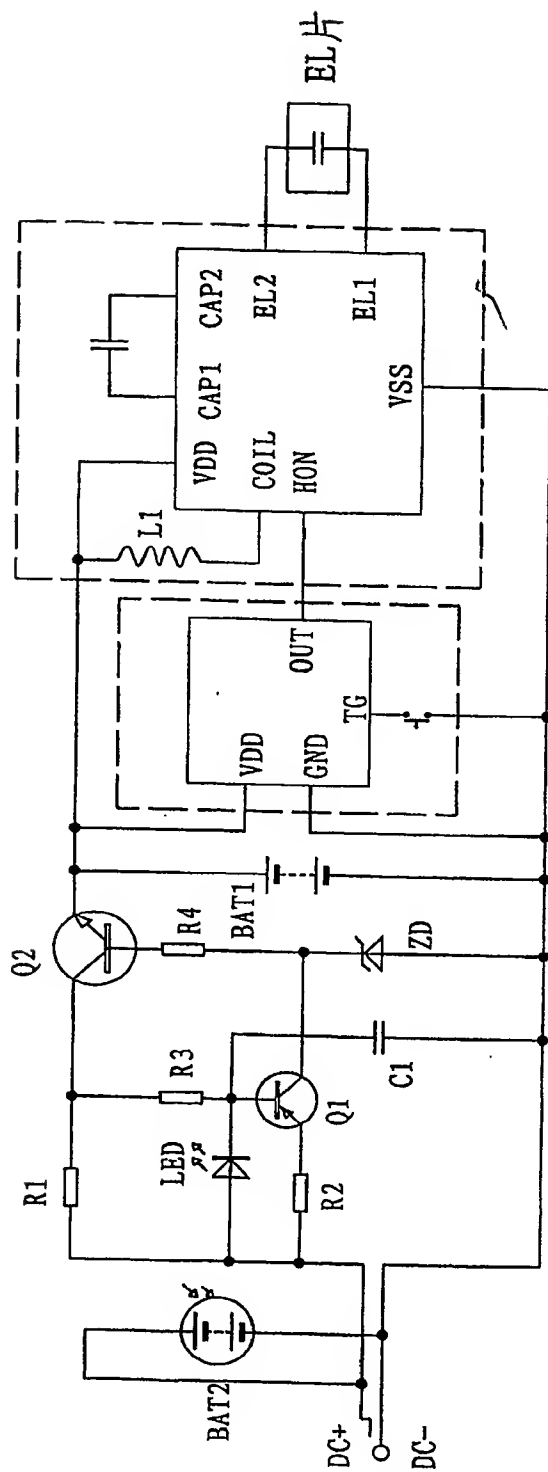 BAT2
DC+
DC-
R1
LED
R3
R2
Q1
C1
Q2
R4
ZD
BAT1
VDD
GND
TG
OUT
L1
VDD
COIL
HON
CAP1
CAP2
EL2
EL1
VSS
EL片